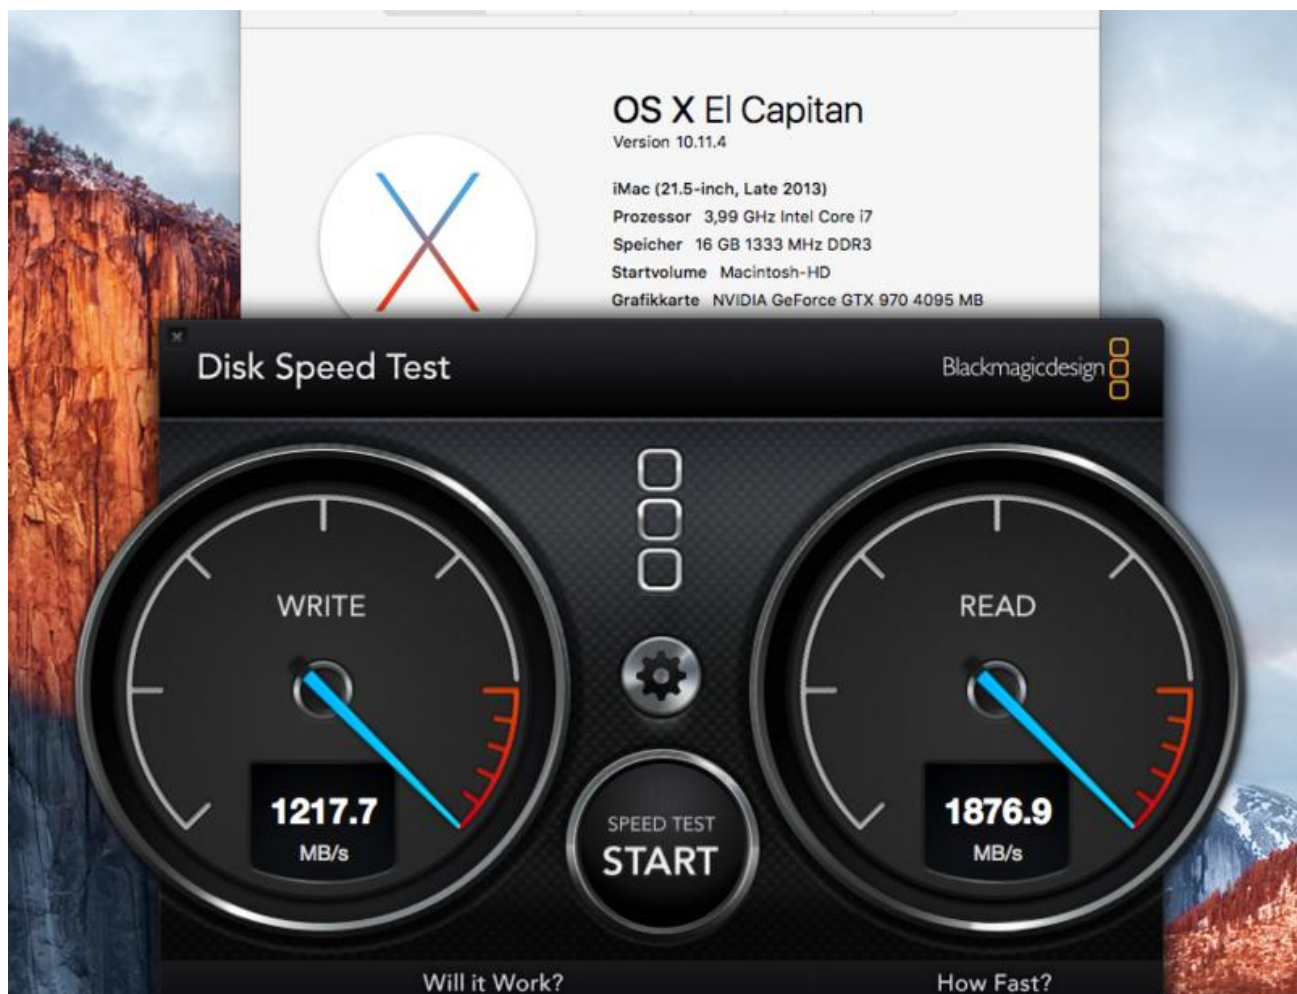 OS X El Capitan
Version 10.11.4
iMac (21.5-inch, Late 2013)
Prozessor 3,99 GHz Intel Core i7
Speicher 16 GB 1333 MHz DDR3
Startvolume Macintosh-HD
Grafikkarte NVIDIA GeForce GTX 970 4095 MB
Disk Speed Test
Blackmagicdesign
WRITE
READ
1217.7
MB/s
SPEED TEST
START
1876.9
MB/s
Will it Work?
How Fast?